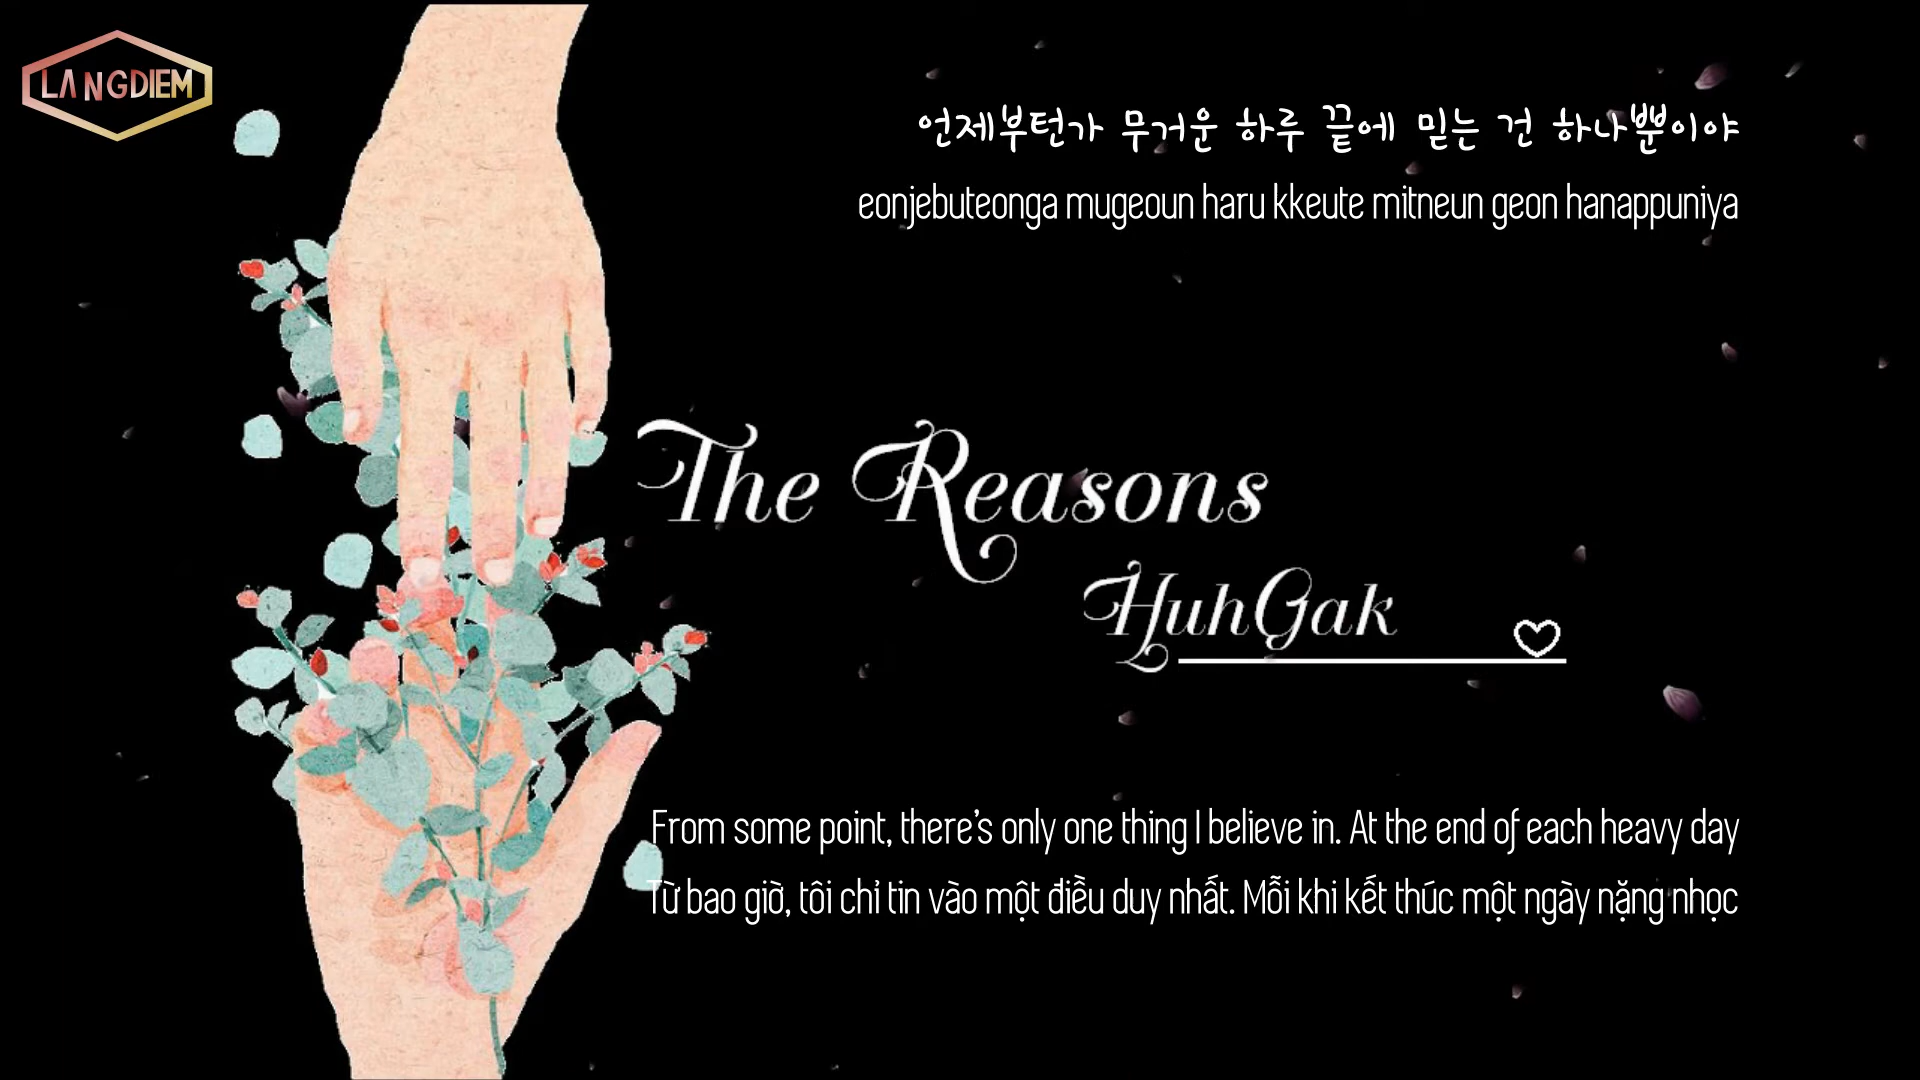 LANGDIEM
언제부턴가 무거운 하루 끝에 믿는 건 하나뿐이야
eonjebuteonga mugeoun haru kkeute mitneun geon hanappuniya
The Reasons
HuhGak
From some point, there's only one thing I believe in. At the end of each heavy day
Từ bao giờ, tôi chỉ tin vào một điều duy nhất. Mỗi khi kết thúc một ngày nặng nhọc